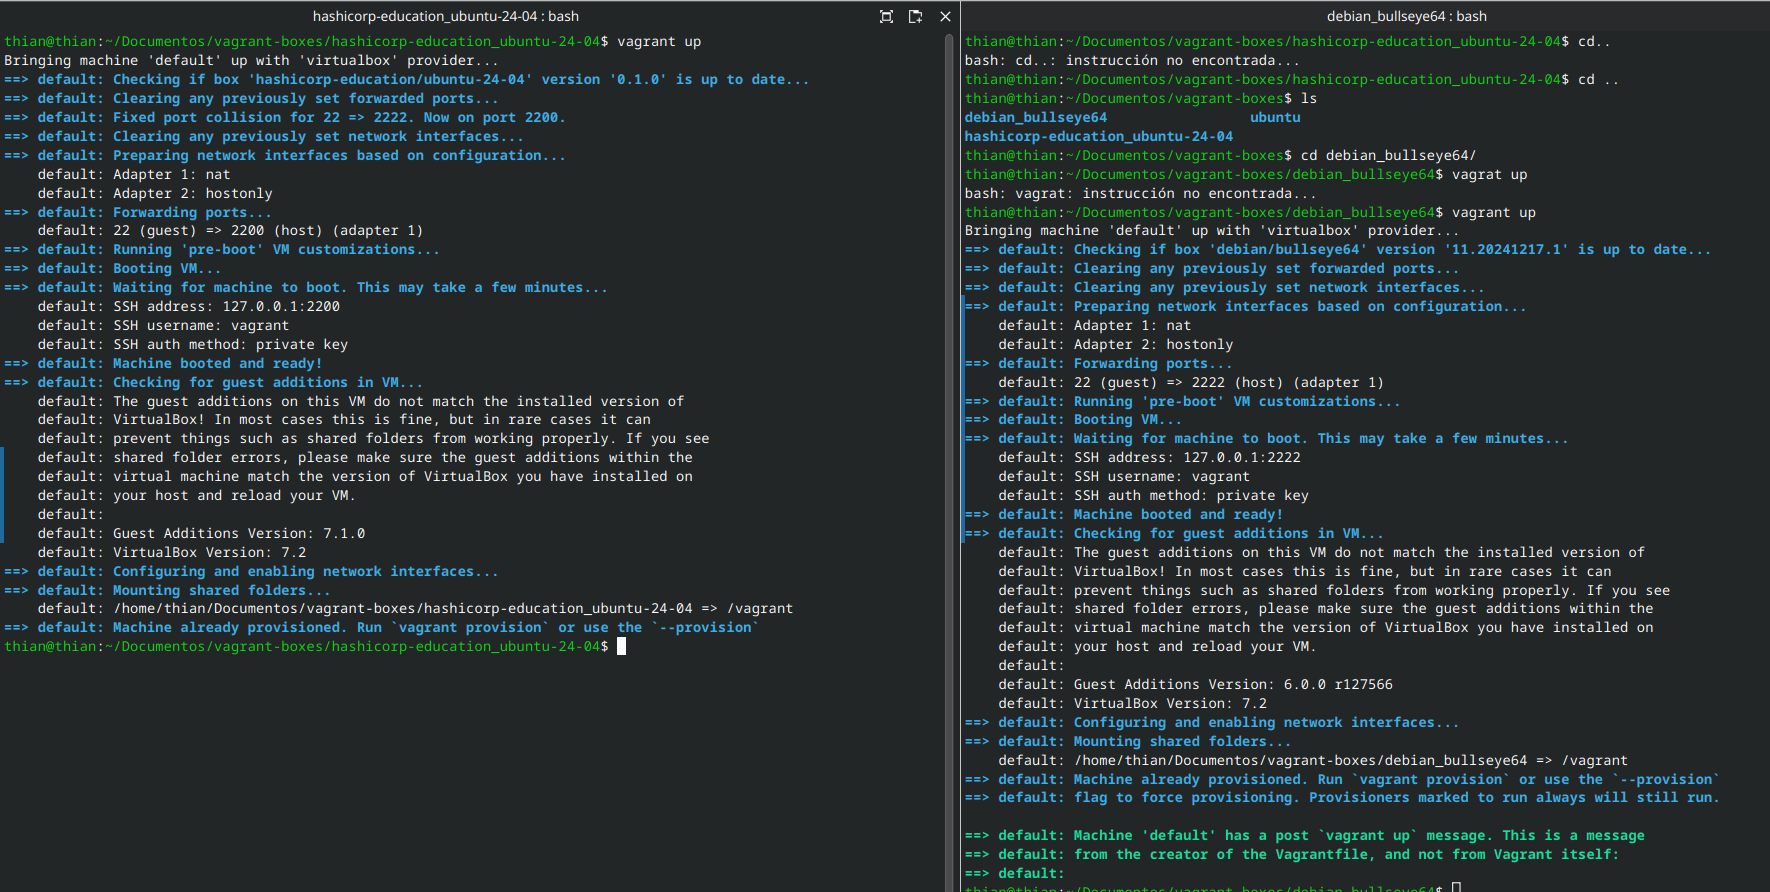 hashicorp-education_ubuntu-24-04 : bash
thian@thian:~/Documentos/vagrant-boxes/hashicorp-education_ubuntu-24-04$ vagrant up
Bringing machine 'default' up with 'virtualbox' provider...
==> default: Checking if box 'hashicorp-education/ubuntu-24-04' version '0.1.0' is up to date...
==> default: Clearing any previously set forwarded ports...
==> default: Fixed port collision for 22 => 2222. Now on port 2200.
==> default: Clearing any previously set network interfaces...
==> default: Preparing network interfaces based on configuration...
    default: Adapter 1: nat
    default: Adapter 2: hostonly
==> default: Forwarding ports...
    default: 22 (guest) => 2200 (host) (adapter 1)
==> default: Running 'pre-boot' VM customizations...
==> default: Booting VM...
==> default: Waiting for machine to boot. This may take a few minutes...
    default: SSH address: 127.0.0.1:2200
    default: SSH username: vagrant
    default: SSH auth method: private key
==> default: Machine booted and ready!
==> default: Checking for guest additions in VM...
    default: The guest additions on this VM do not match the installed version of
    default: VirtualBox! In most cases this is fine, but in rare cases it can
    default: prevent things such as shared folders from working properly. If you see
    default: shared folder errors, please make sure the guest additions within the
    default: virtual machine match the version of VirtualBox you have installed on
    default: your host and reload your VM.
    default:
    default: Guest Additions Version: 7.1.0
    default: VirtualBox Version: 7.2
==> default: Configuring and enabling network interfaces...
==> default: Mounting shared folders...
    default: /home/thian/Documentos/vagrant-boxes/hashicorp-education_ubuntu-24-04 => /vagrant
==> default: Machine already provisioned. Run `vagrant provision` or use the `--provision`
thian@thian:~/Documentos/vagrant-boxes/hashicorp-education_ubuntu-24-04$
debian_bullseye64 : bash
thian@thian:~/Documentos/vagrant-boxes/hashicorp-education_ubuntu-24-04$ cd..
bash: cd..: instrucción no encontrada...
thian@thian:~/Documentos/vagrant-boxes/hashicorp-education_ubuntu-24-04$ cd ..
thian@thian:~/Documentos/vagrant-boxes$ ls
debian_bullseye64                 ubuntu
hashicorp-education_ubuntu-24-04
thian@thian:~/Documentos/vagrant-boxes$ cd debian_bullseye64/
thian@thian:~/Documentos/vagrant-boxes/debian_bullseye64$ vagrat up
bash: vagrat: instrucción no encontrada...
thian@thian:~/Documentos/vagrant-boxes/debian_bullseye64$ vagrant up
Bringing machine 'default' up with 'virtualbox' provider...
==> default: Checking if box 'debian/bullseye64' version '11.20241217.1' is up to date...
==> default: Clearing any previously set forwarded ports...
==> default: Clearing any previously set network interfaces...
==> default: Preparing network interfaces based on configuration...
    default: Adapter 1: nat
    default: Adapter 2: hostonly
==> default: Forwarding ports...
    default: 22 (guest) => 2222 (host) (adapter 1)
==> default: Running 'pre-boot' VM customizations...
==> default: Booting VM...
==> default: Waiting for machine to boot. This may take a few minutes...
    default: SSH address: 127.0.0.1:2222
    default: SSH username: vagrant
    default: SSH auth method: private key
==> default: Machine booted and ready!
==> default: Checking for guest additions in VM...
    default: The guest additions on this VM do not match the installed version of
    default: VirtualBox! In most cases this is fine, but in rare cases it can
    default: prevent things such as shared folders from working properly. If you see
    default: shared folder errors, please make sure the guest additions within the
    default: virtual machine match the version of VirtualBox you have installed on
    default: your host and reload your VM.
    default:
    default: Guest Additions Version: 6.0.0 r127566
    default: VirtualBox Version: 7.2
==> default: Configuring and enabling network interfaces...
==> default: Mounting shared folders...
    default: /home/thian/Documentos/vagrant-boxes/debian_bullseye64 => /vagrant
==> default: Machine already provisioned. Run `vagrant provision` or use the `--provision`
==> default: flag to force provisioning. Provisioners marked to run always will still run.
==> default: Machine 'default' has a post `vagrant up` message. This is a message
==> default: from the creator of the Vagrantfile, and not from Vagrant itself:
==> default:
thian@thian:~/Documentos/vagrant-boxes/debian_bullseye64$